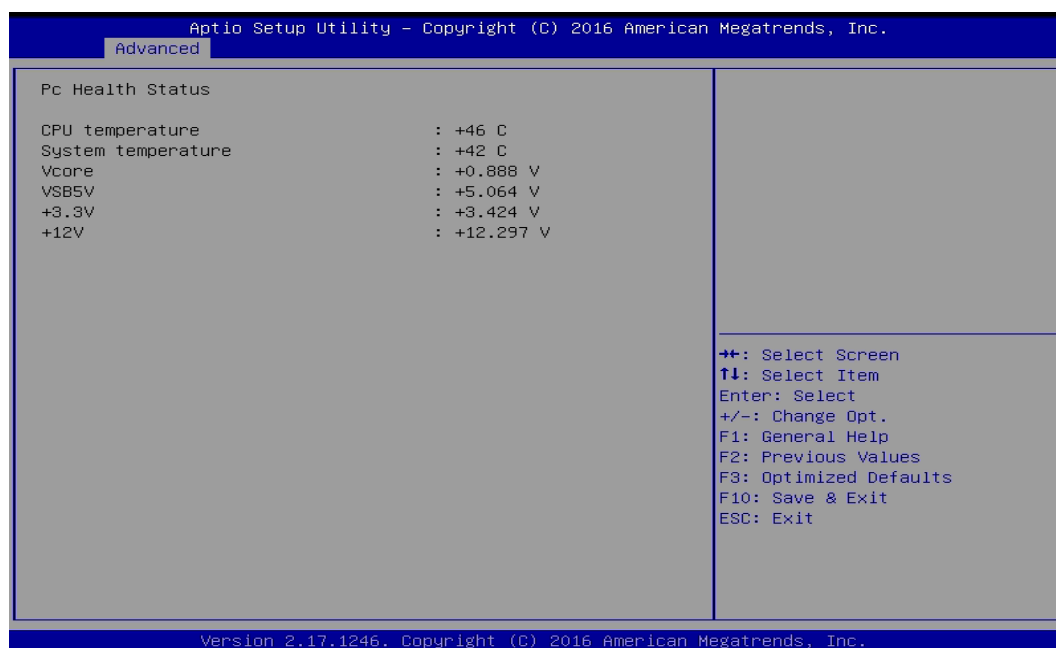 Aptio Setup Utility – Copyright (C) 2016 American Megatrends, Inc.
Advanced
Pc Health Status
CPU temperature : +46 C
System temperature : +42 C
Vcore : +0.888 V
VSB5V : +5.064 V
+3.3V : +3.424 V
+12V : +12.297 V
→←: Select Screen
↑↓: Select Item
Enter: Select
+/-: Change Opt.
F1: General Help
F2: Previous Values
F3: Optimized Defaults
F10: Save & Exit
ESC: Exit
Version 2.17.1246. Copyright (C) 2016 American Megatrends, Inc.